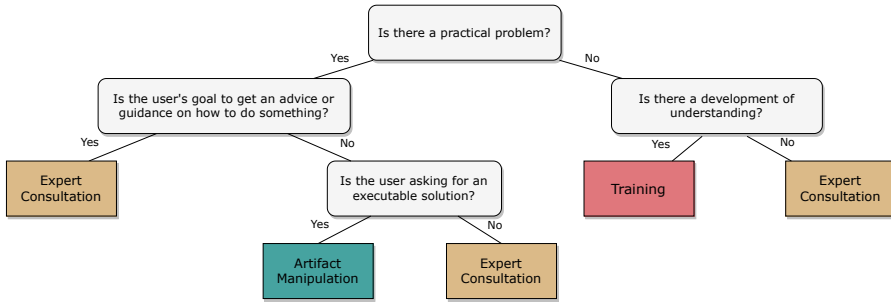 Is there a practical problem?
Yes
No
Is the user's goal to get an advice or
guidance on how to do something?
Is there a development of
understanding?
Yes
No
Yes
No
Expert
Consultation
Is the user asking for an
executable solution?
Training
Expert
Consultation
Yes
No
Artifact
Manipulation
Expert
Consultation